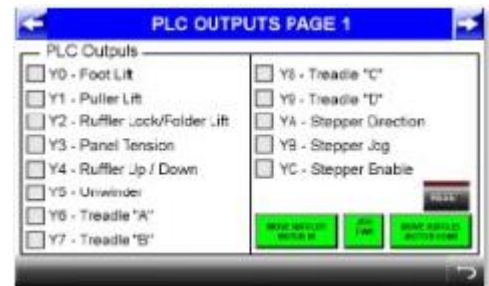 PLC OUTPUTS PAGE 1
PLC Outputs
Y0 - Foot Lift
Y1 - Puller Lift
Y2 - Ruffler Lock/Folder Lift
Y3 - Panel Tension
Y4 - Ruffler Up / Down
Y5 - Unwinder
Y6 - Treadle "A"
Y7 - Treadle "B"
Y8 - Treadle "C"
Y9 - Treadle "D"
YA - Stepper Direction
YB - Stepper Jog
YC - Stepper Enable